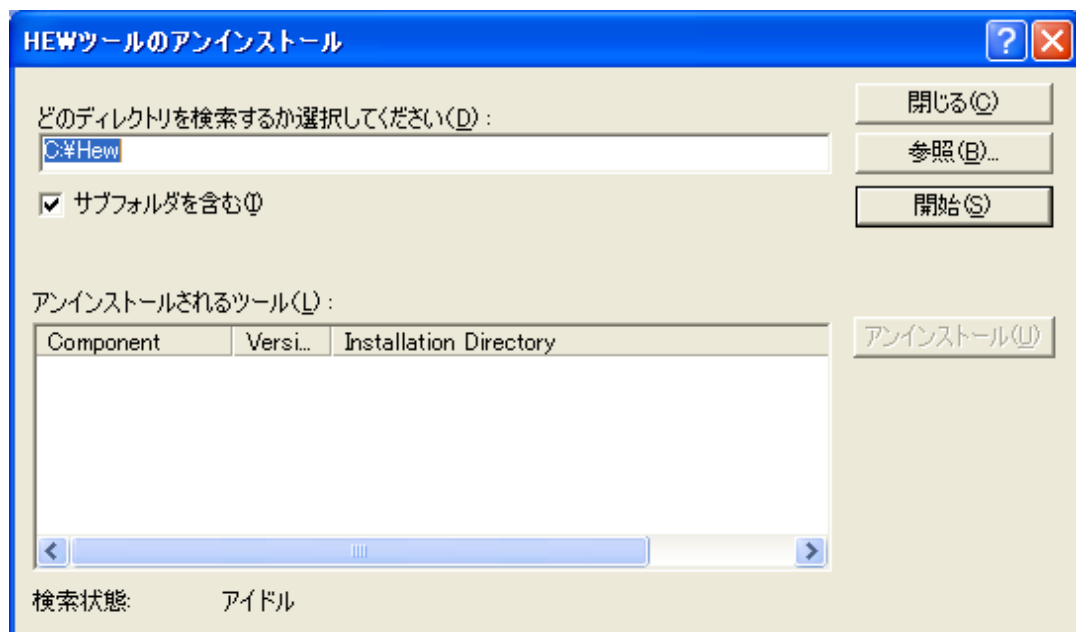 HEWツールのアンインストール
どのディレクトリを検索するか選択してください(D):
閉じる(C)
C:¥Hew
参照(B)...
サブフォルダを含む(I)
開始(S)
アンインストールされるツール(L):
Component Versi... Installation Directory
アンインストール(U)
検索状態: アイドル